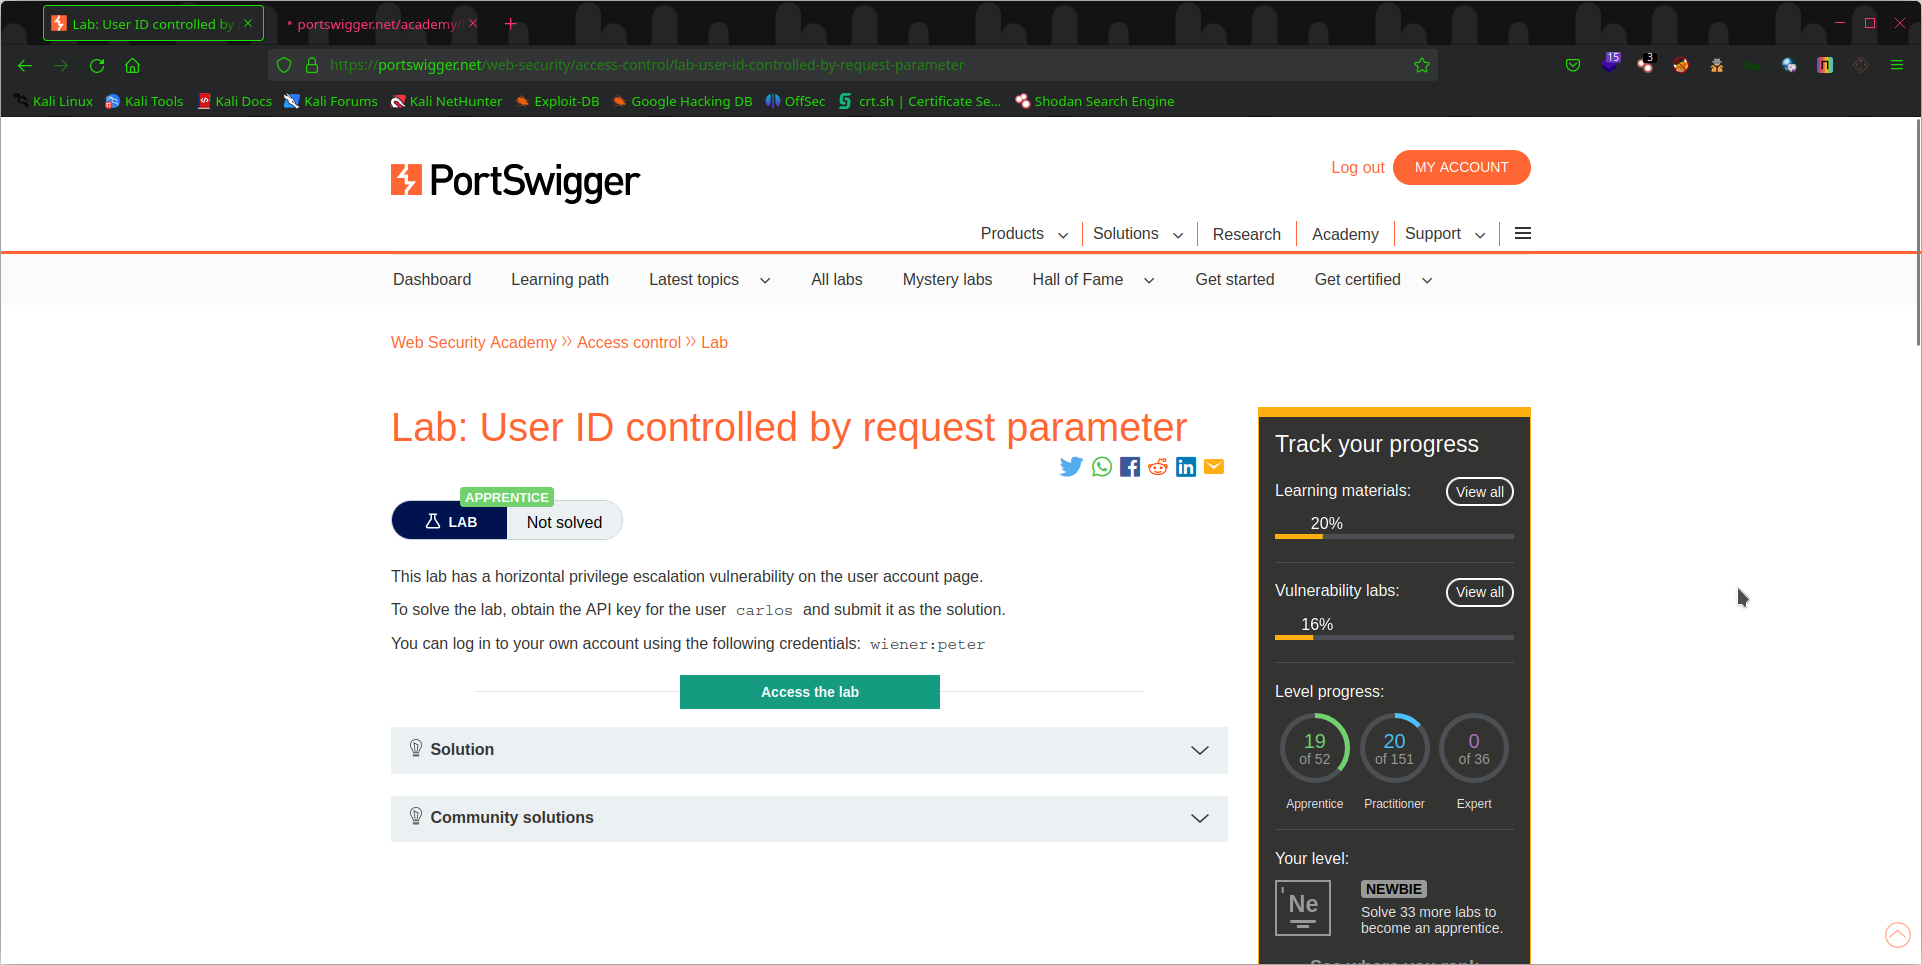 Lab: User ID controlled by
portswigger.net/academy/
https://portswigger.net/web-security/access-control/lab-user-id-controlled-by-request-parameter
15
3
Kali Linux Kali Tools Kali Docs Kali Forums Kali NetHunter Exploit-DB Google Hacking DB OffSec crt.sh | Certificate Se... Shodan Search Engine
PortSwigger
Log out MY ACCOUNT
Products Solutions Research Academy Support
Dashboard Learning path Latest topics All labs Mystery labs Hall of Fame Get started Get certified
Web Security Academy » Access control » Lab
Lab: User ID controlled by request parameter
APPRENTICE
LAB Not solved
This lab has a horizontal privilege escalation vulnerability on the user account page.
To solve the lab, obtain the API key for the user carlos and submit it as the solution.
You can log in to your own account using the following credentials: wiener:peter
Access the lab
Solution
Community solutions
Track your progress
Learning materials: View all
20%
Vulnerability labs: View all
16%
Level progress:
19 of 52
20 of 151
0 of 36
Apprentice Practitioner Expert
Your level:
Ne
NEWBIE
Solve 33 more labs to
become an apprentice.
See where you rank